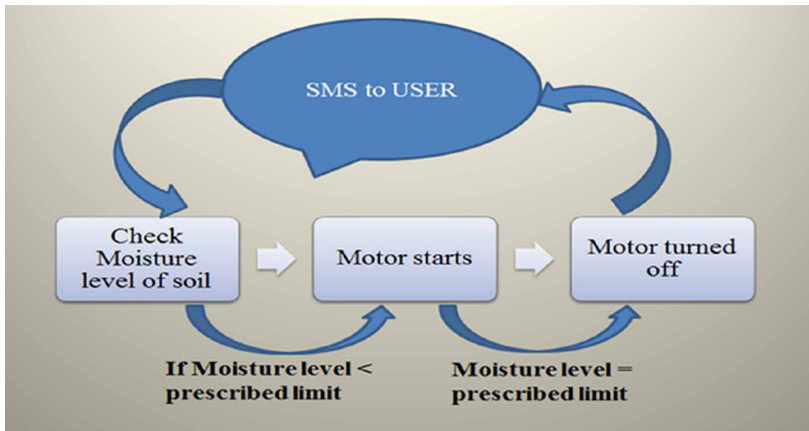 SMS to USER
Check
Moisture
level of soil
Motor starts
Motor turned
off
If Moisture level <
prescribed limit
Moisture level =
prescribed limit